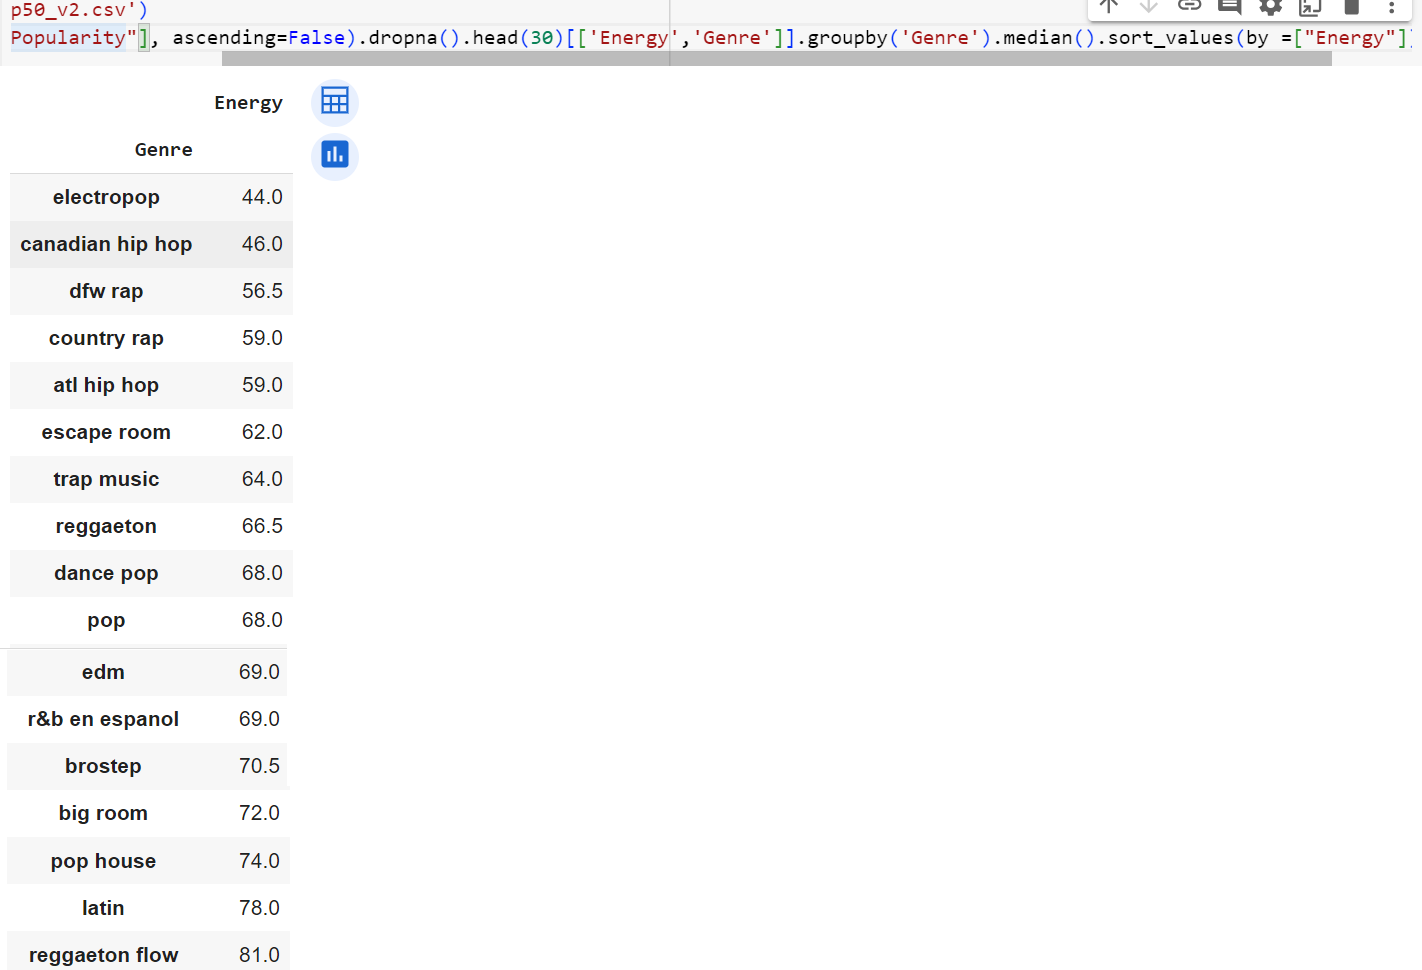 p50_v2.csv')
Popularity"], ascending=False).dropna().head(30)[['Energy','Genre']].groupby('Genre').median().sort_values(by =["Energy"])
Energy
Genre
electropop 44.0
canadian hip hop 46.0
dfw rap 56.5
country rap 59.0
atl hip hop 59.0
escape room 62.0
trap music 64.0
reggaeton 66.5
dance pop 68.0
pop 68.0
edm 69.0
r&b en espanol 69.0
brostep 70.5
big room 72.0
pop house 74.0
latin 78.0
reggaeton flow 81.0